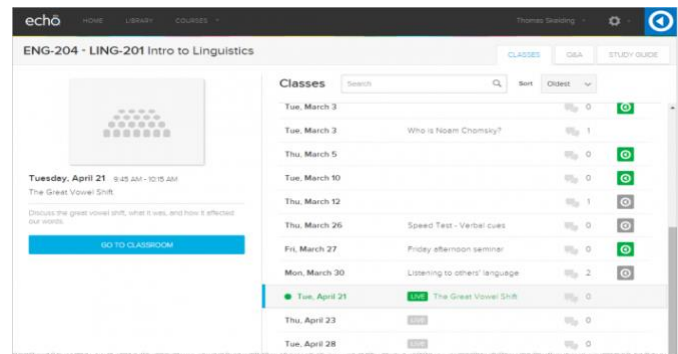 echo HOME LIBRARY COURSES Thomas Skalding
ENG-204 - LING-201 Intro to Linguistics CLASSES Q&A STUDY GUIDE
Classes Search Sort Oldest
Tue, March 3 0
Tue, March 3 Who is Noam Chomsky? 1
Thu, March 5 0
Tuesday, April 21 9:45 AM - 10:15 AM
Tue, March 10 0
The Great Vowel Shift
Thu, March 12 1
Discuss the great vowel shift, what it was, and how it effected
our words.
Thu, March 26 Speed Test - Verbal cues 0
GO TO CLASSROOM
Fri, March 27 Friday afternoon seminar 0
Mon, March 30 Listening to others' language 2
Tue, April 21 LIVE The Great Vowel Shift 0
Thu, April 23 LIVE 0
Tue, April 28 LIVE 0